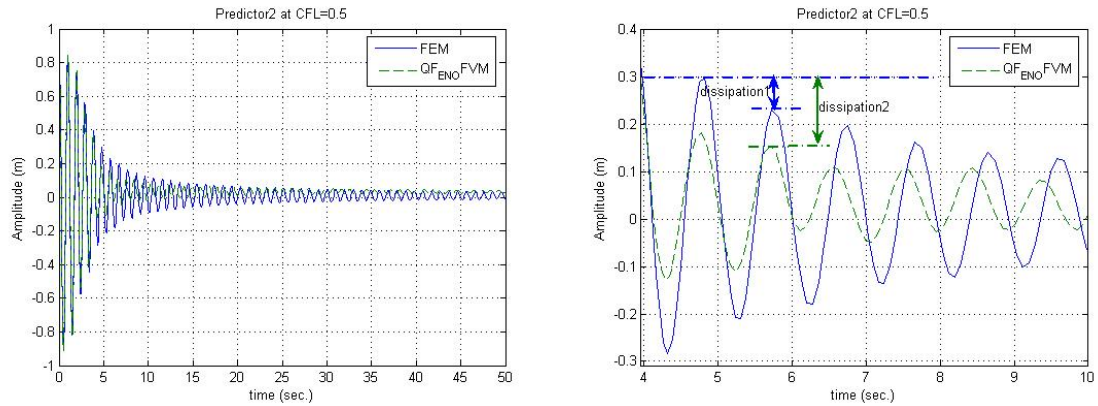 Predictor2 at CFL=0.5
FEM
QF_ENO FVM
1
0.8
0.6
0.4
0.2
0
-0.2
-0.4
-0.6
-0.8
-1
Amplitude (m)
0 5 10 15 20 25 30 35 40 45 50
time (sec.)
Predictor2 at CFL=0.5
FEM
QF_ENO FVM
dissipation1
dissipation2
0.4
0.3
0.2
0.1
0
-0.1
-0.2
-0.3
Amplitude (m)
4 5 6 7 8 9 10
time (sec.)